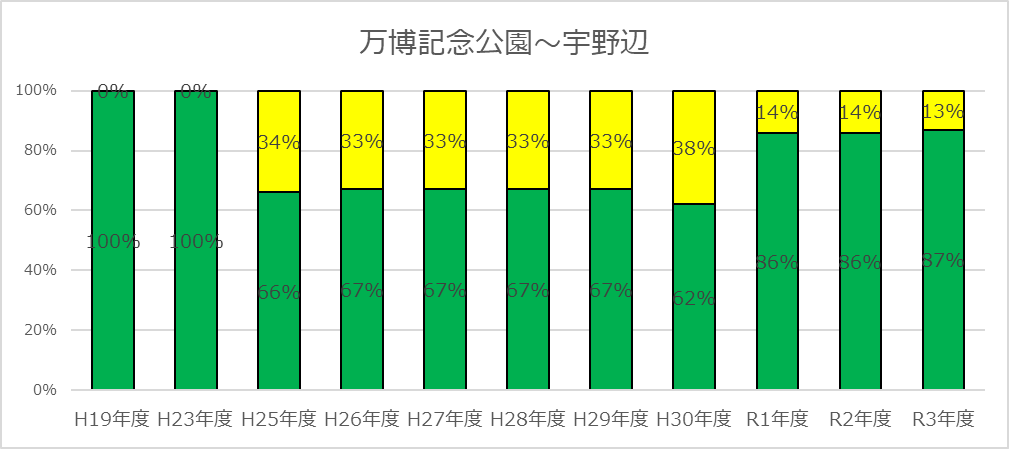 万博記念公園～宇野辺
100%
80%
60%
40%
20%
0%
0% 0% 34% 33% 33% 33% 33% 38% 14% 14% 13%
100% 100% 66% 67% 67% 67% 67% 62% 86% 86% 87%
H19年度 H23年度 H25年度 H26年度 H27年度 H28年度 H29年度 H30年度 R1年度 R2年度 R3年度